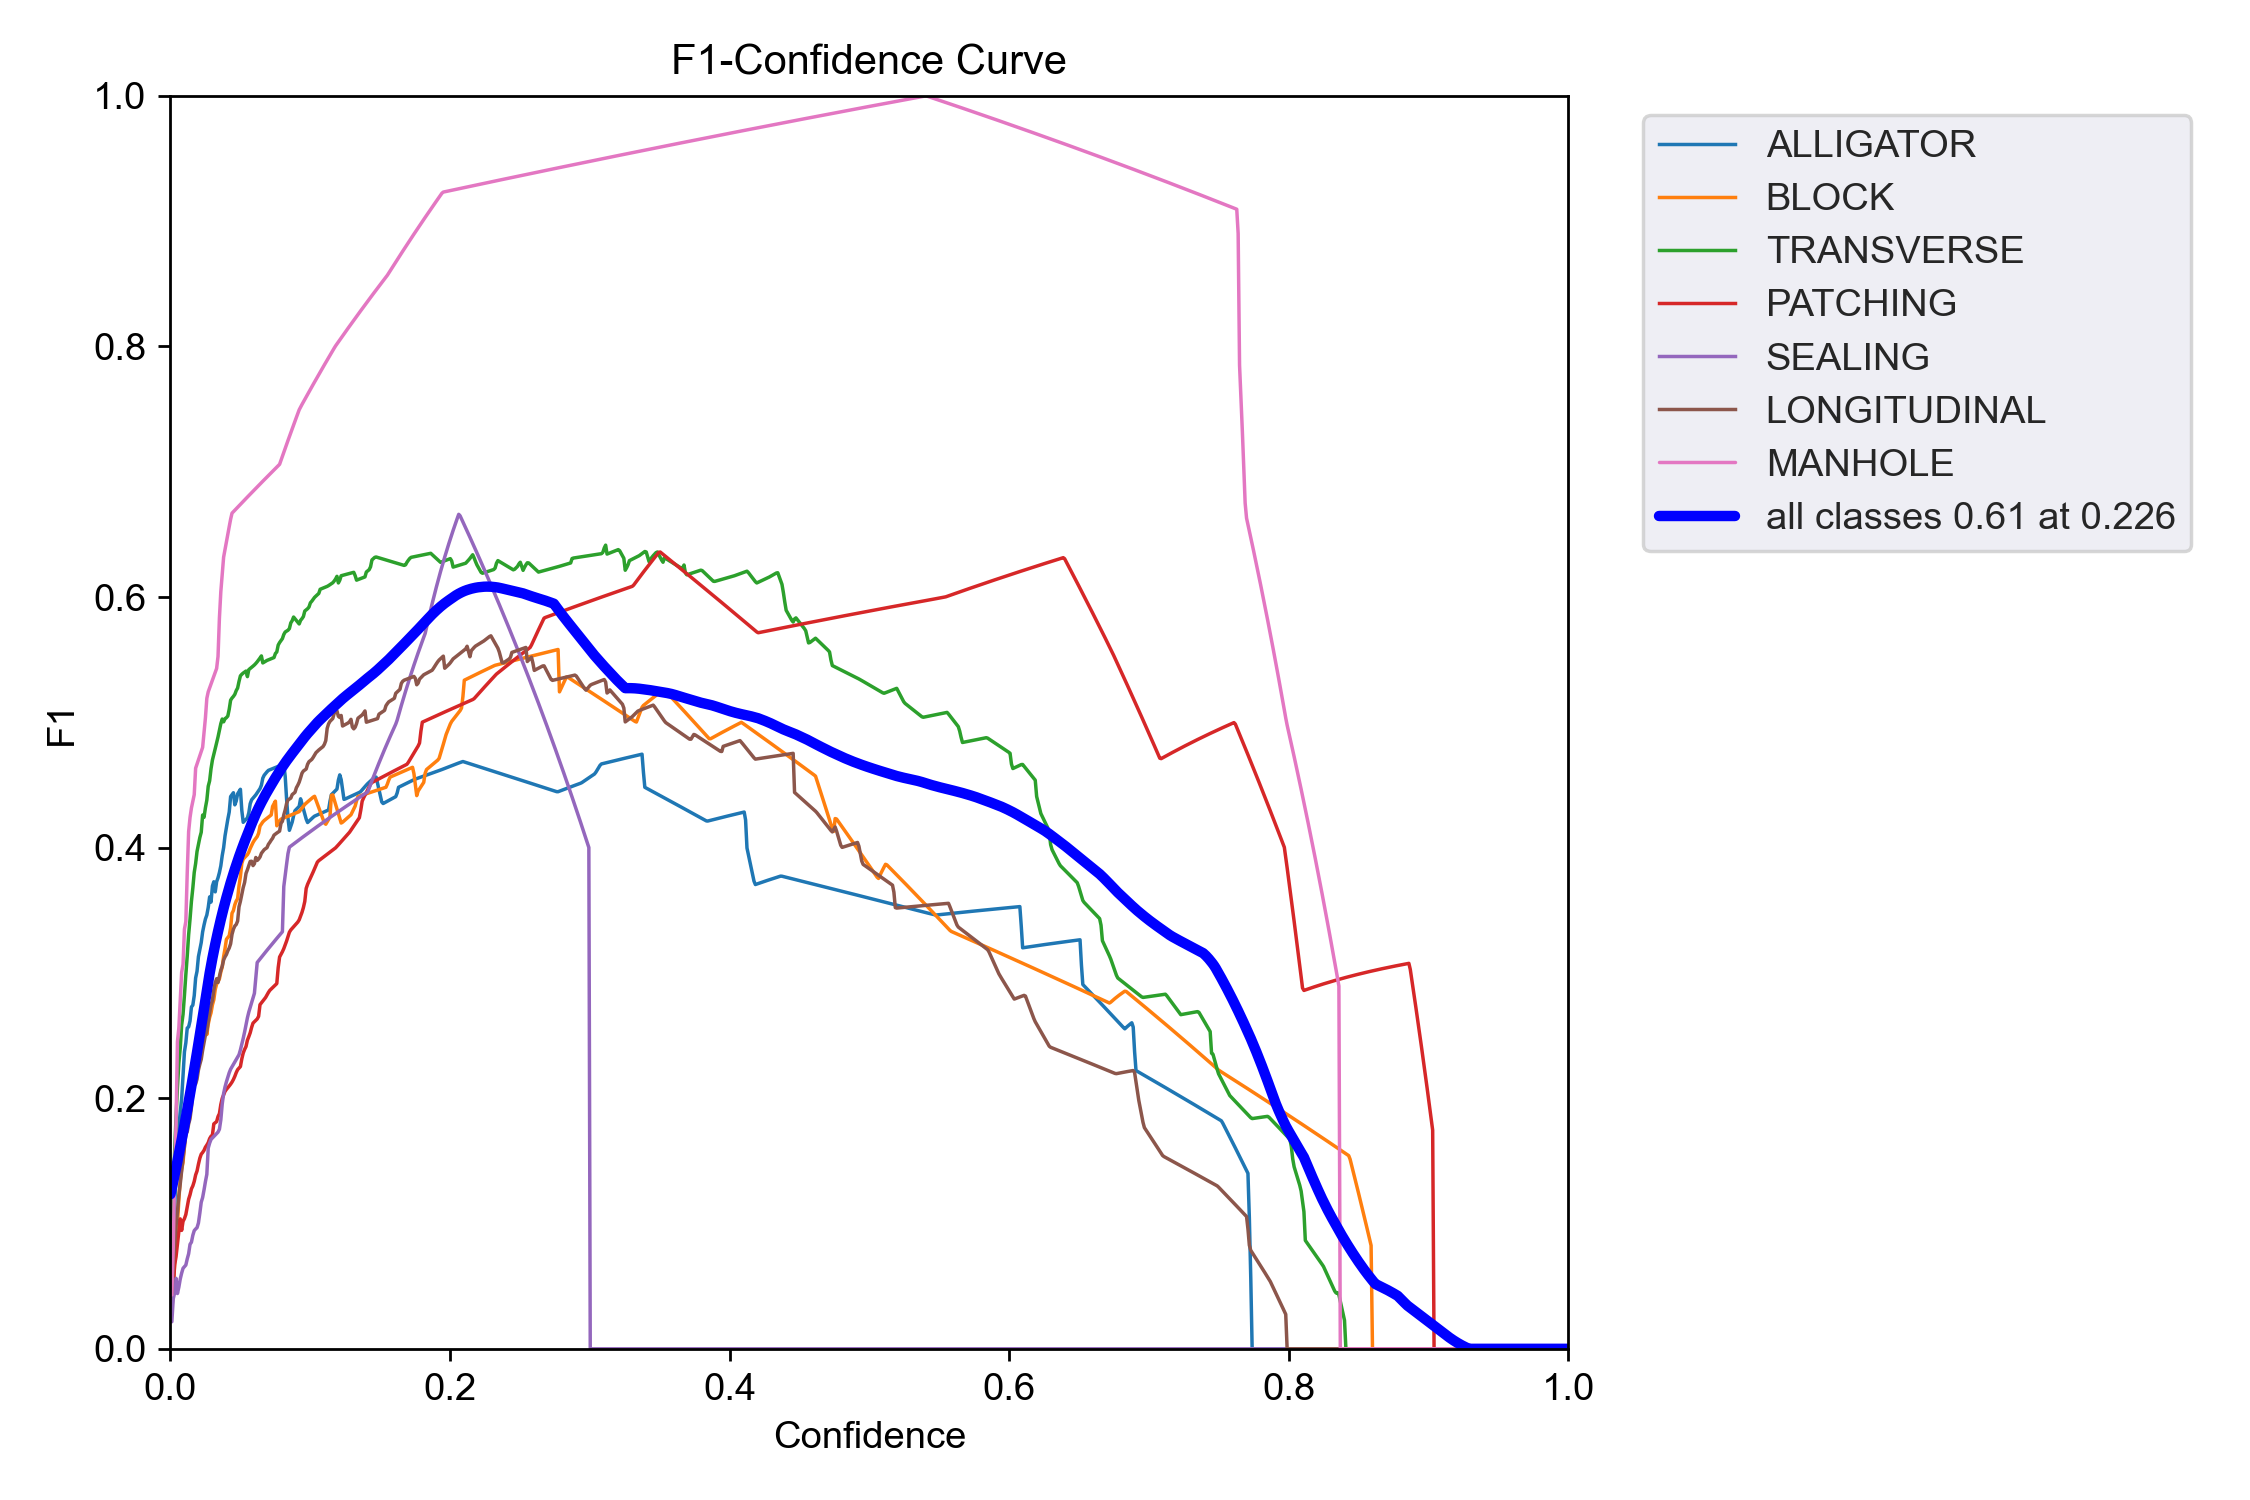 F1-Confidence Curve
1.0
0.8
0.6
0.4
0.2
0.0
F1
0.0 0.2 0.4 0.6 0.8 1.0
Confidence
ALLIGATOR
BLOCK
TRANSVERSE
PATCHING
SEALING
LONGITUDINAL
MANHOLE
all classes 0.61 at 0.226